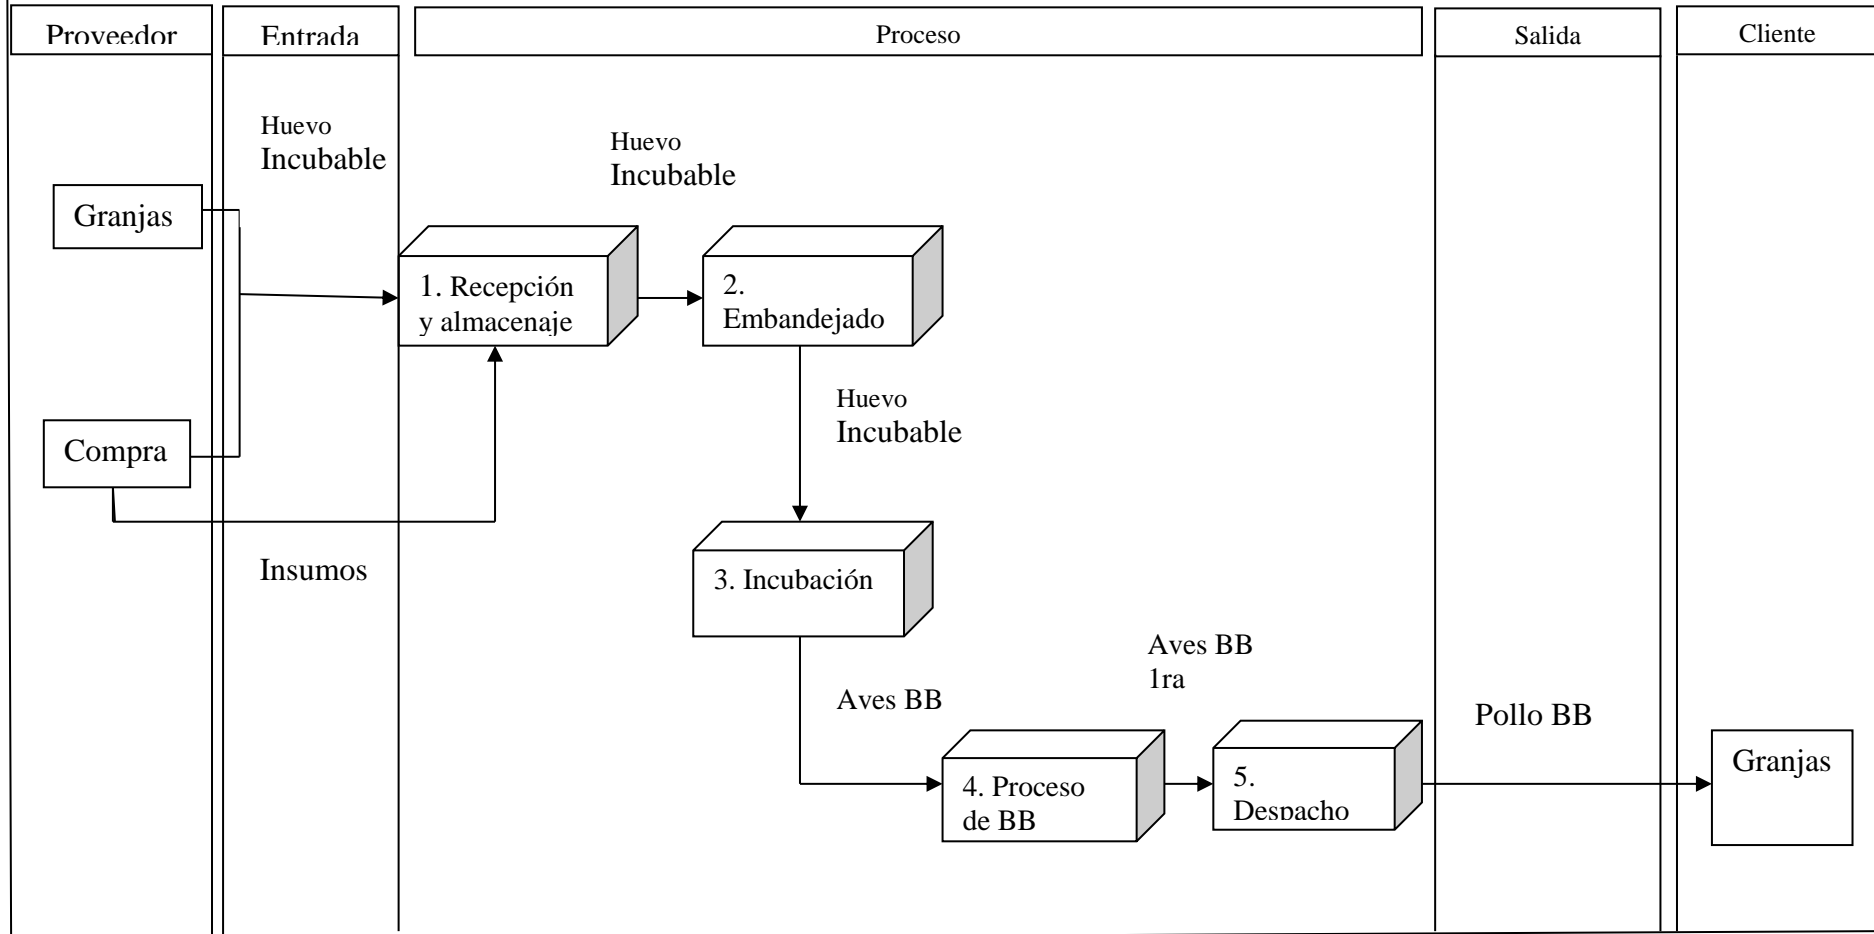 Proveedor
Entrada
Proceso
Salida
Cliente
Huevo
Incubable
Huevo
Incubable
Granjas
1. Recepción
y almacenaje
2.
Embandejado
Huevo
Incubable
Compra
Insumos
3. Incubación
Aves BB
Aves BB
1ra
Pollo BB
4. Proceso
de BB
5.
Despacho
Granjas